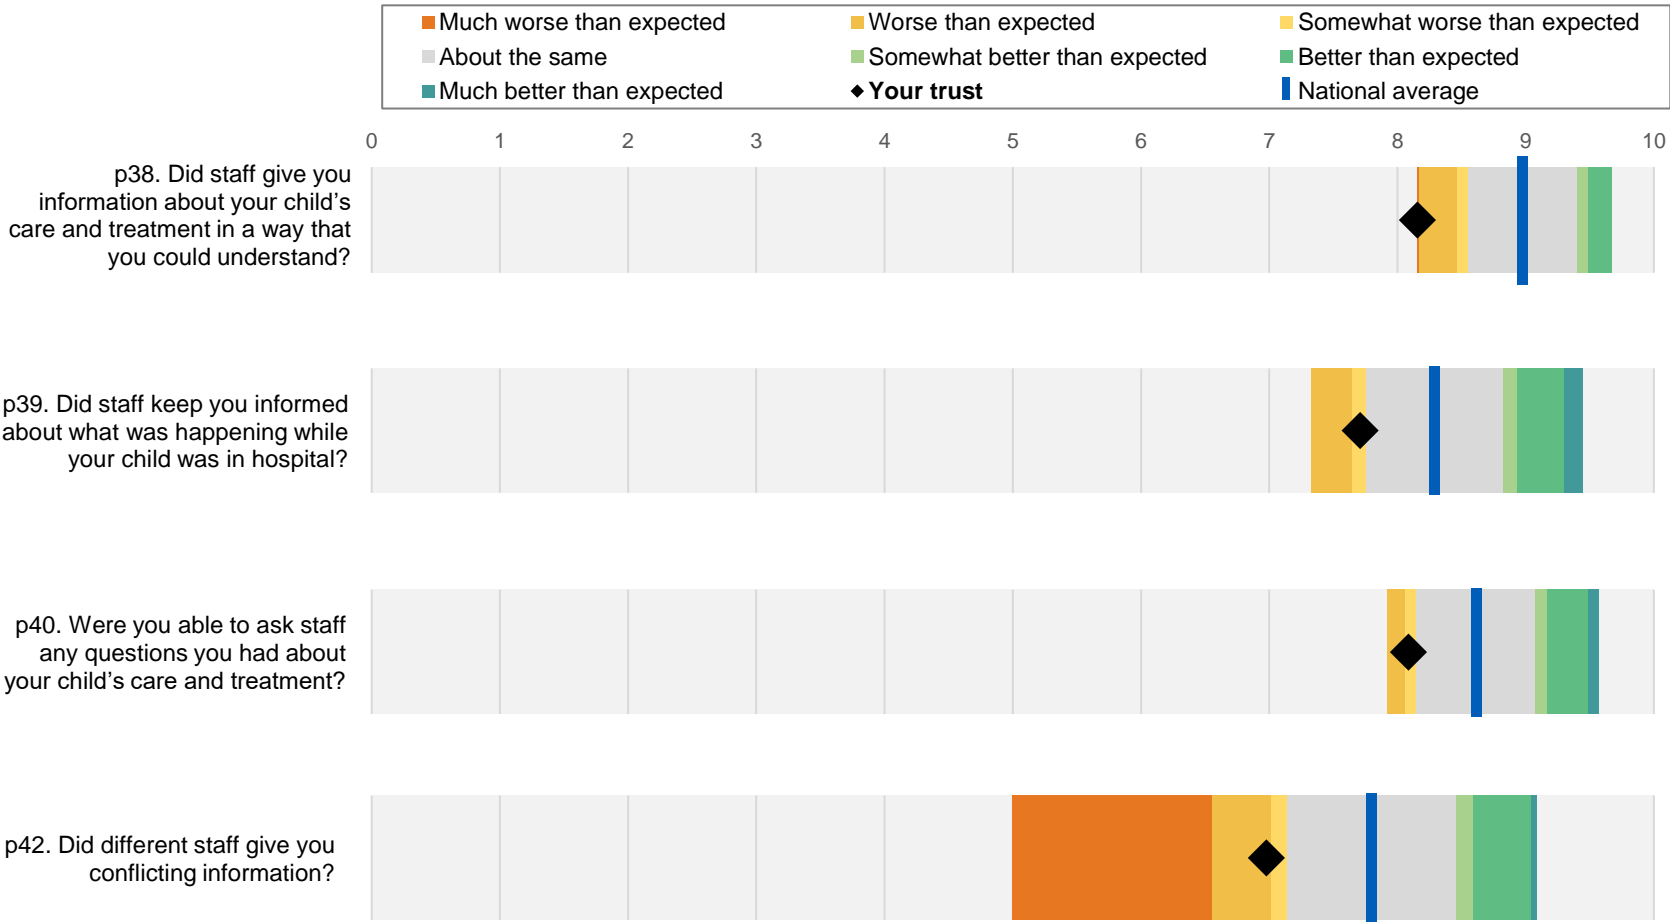 Much worse than expected
Worse than expected
Somewhat worse than expected
About the same
Somewhat better than expected
Better than expected
Much better than expected
Your trust
National average
0 1 2 3 4 5 6 7 8 9 10
p38. Did staff give you
information about your child’s
care and treatment in a way that
you could understand?
p39. Did staff keep you informed
about what was happening while
your child was in hospital?
p40. Were you able to ask staff
any questions you had about
your child’s care and treatment?
p42. Did different staff give you
conflicting information?